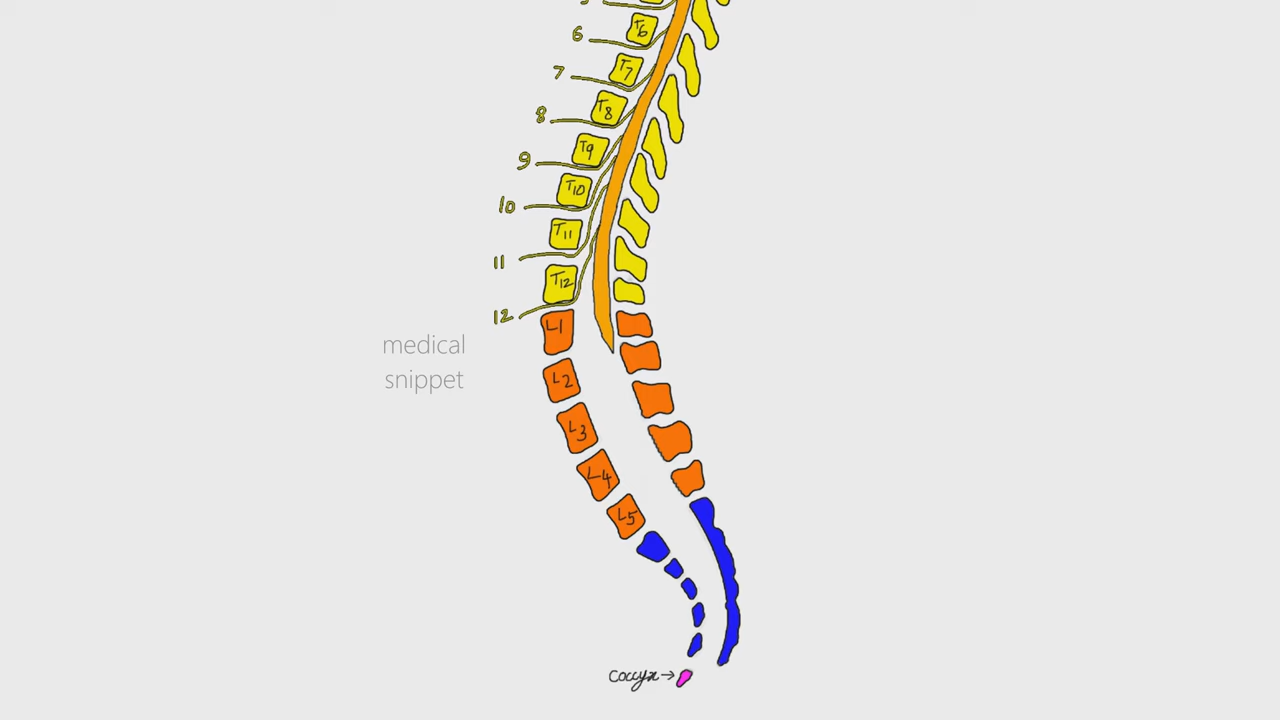 6
T6
7
T7
8
T8
9
T9
10
T10
11
T11
12
T12
L1
medical
snippet
L2
L3
L4
L5
Coccyx→